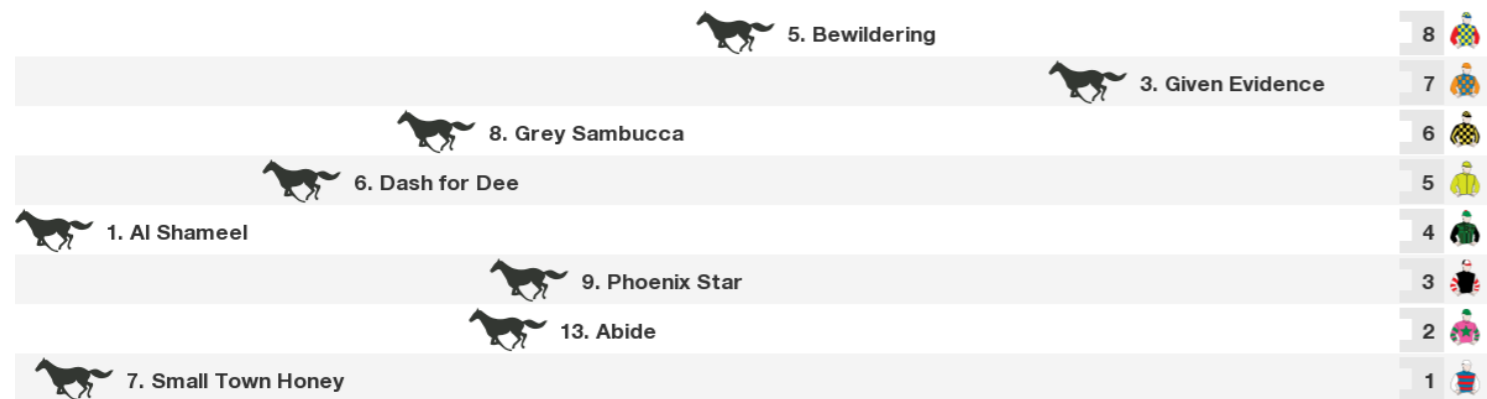 5. Bewildering 8
3. Given Evidence 7
8. Grey Sambucca 6
6. Dash for Dee 5
1. Al Shameel 4
9. Phoenix Star 3
13. Abide 2
7. Small Town Honey 1